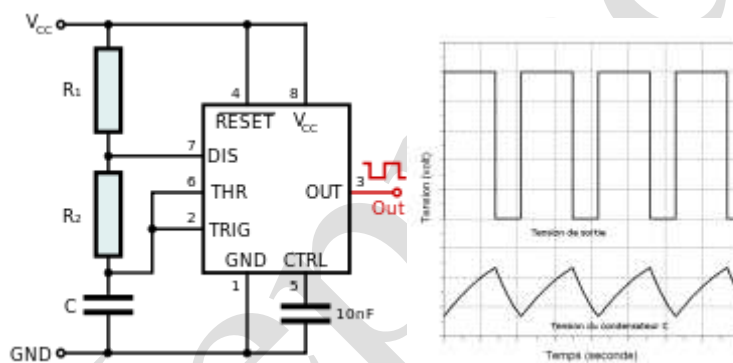 Vcc
R1
4
8
RESET
Vcc
7
DIS
6
THR
OUT
3
Out
R2
2
TRIG
GND
CTRL
1
5
C
10nF
GND
Tension (volt)
Tension de sortie
Tension du condensateur C
Temps (seconde)